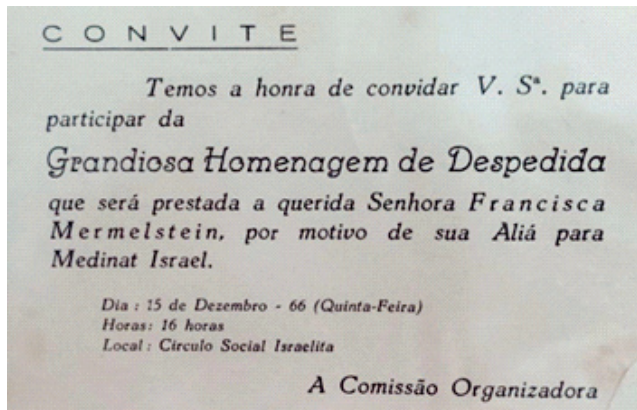 CONVITE
Temos a honra de convidar V. Sª. para
participar da
Grandiosa Homenagem de Despedida
que será prestada a querida Senhora Francisca
Mermelstein, por motivo de sua Aliá para
Medinat Israel.
Dia : 15 de Dezembro - 66 (Quinta-Feira)
Horas: 16 horas
Local : Circulo Social Israelita
A Comissão Organizadora